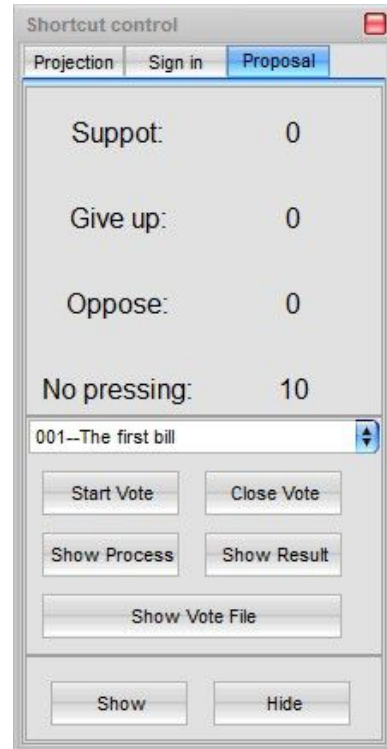 Shortcut control
Projection Sign in Proposal
Suppot: 0
Give up: 0
Oppose: 0
No pressing: 10
001--The first bill
Start Vote Close Vote
Show Process Show Result
Show Vote File
Show Hide